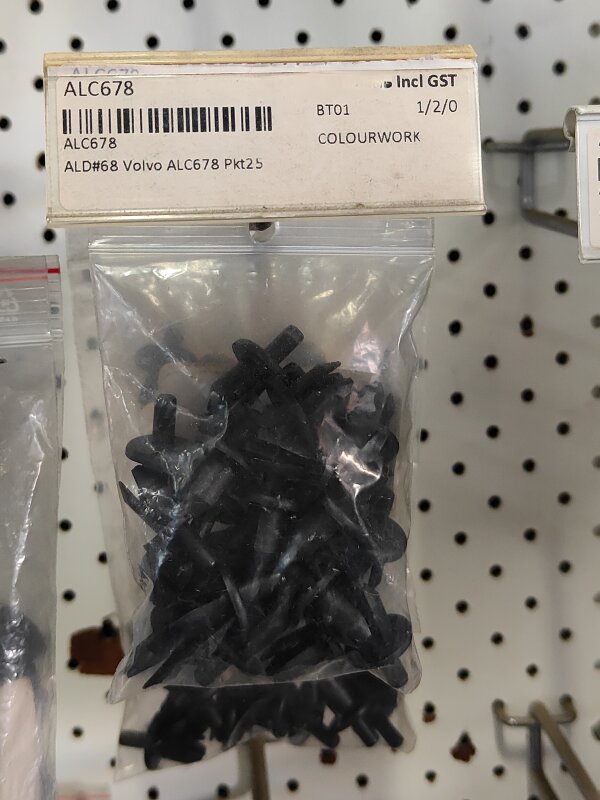 ALC678
Incl GST
BT01
1/2/0
ALC678
COLOURWORK
ALD#68 Volvo ALC678 Pkt25